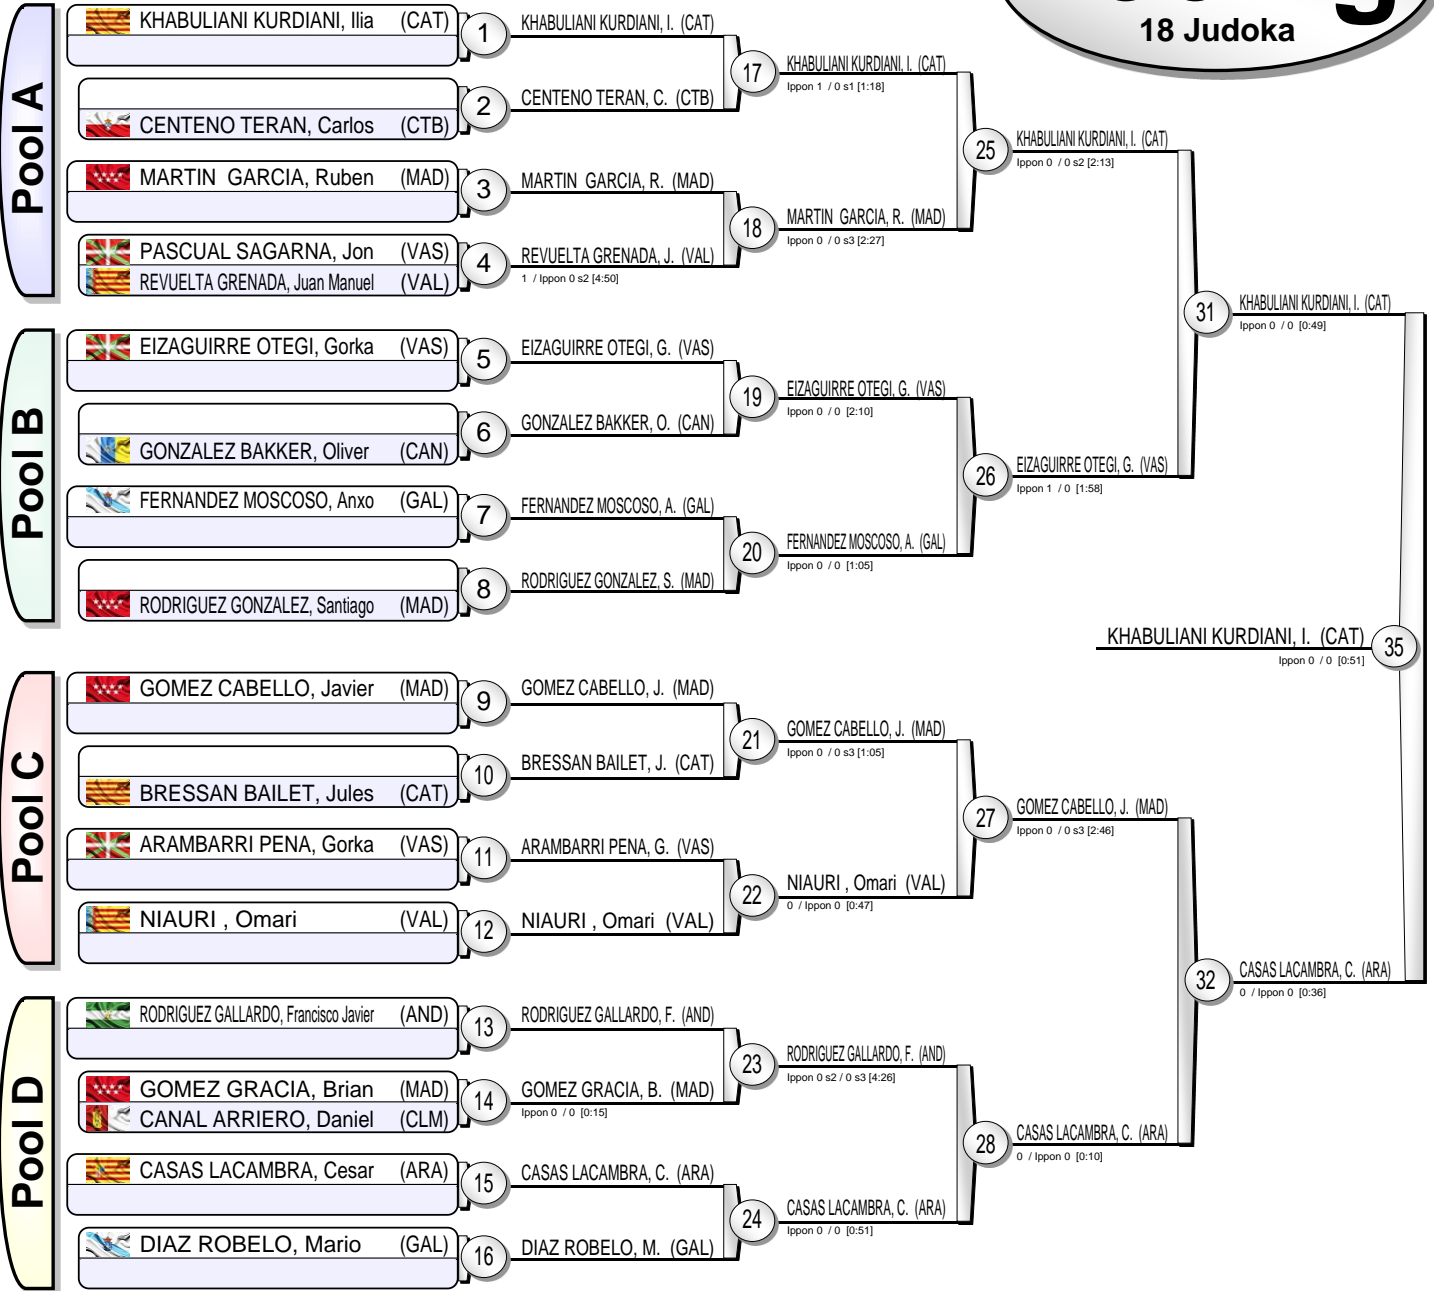 18 Judoka
Pool A
KHABULIANI KURDIANI, Ilia (CAT)
1
CENTENO TERAN, Carlos (CTB)
2
MARTIN GARCIA, Ruben (MAD)
3
PASCUAL SAGARNA, Jon (VAS)
REVUELTA GRENADA, Juan Manuel (VAL)
4
Pool B
EIZAGUIRRE OTEGI, Gorka (VAS)
5
GONZALEZ BAKKER, Oliver (CAN)
6
FERNANDEZ MOSCOSO, Anxo (GAL)
7
RODRIGUEZ GONZALEZ, Santiago (MAD)
8
Pool C
GOMEZ CABELLO, Javier (MAD)
9
BRESSAN BAILET, Jules (CAT)
10
ARAMBARRI PENA, Gorka (VAS)
11
NIAURI , Omari (VAL)
12
Pool D
RODRIGUEZ GALLARDO, Francisco Javier (AND)
13
GOMEZ GRACIA, Brian (MAD)
CANAL ARRIERO, Daniel (CLM)
14
CASAS LACAMBRA, Cesar (ARA)
15
DIAZ ROBELO, Mario (GAL)
16
KHABULIANI KURDIANI, I. (CAT)
CENTENO TERAN, C. (CTB)
17
MARTIN GARCIA, R. (MAD)
REVUELTA GRENADA, J. (VAL)
1 / Ippon 0 s2 [4:50]
18
EIZAGUIRRE OTEGI, G. (VAS)
GONZALEZ BAKKER, O. (CAN)
19
FERNANDEZ MOSCOSO, A. (GAL)
RODRIGUEZ GONZALEZ, S. (MAD)
20
GOMEZ CABELLO, J. (MAD)
BRESSAN BAILET, J. (CAT)
21
ARAMBARRI PENA, G. (VAS)
NIAURI , Omari (VAL)
22
RODRIGUEZ GALLARDO, F. (AND)
GOMEZ GRACIA, B. (MAD)
Ippon 0 / 0 [0:15]
23
CASAS LACAMBRA, C. (ARA)
DIAZ ROBELO, M. (GAL)
24
KHABULIANI KURDIANI, I. (CAT)
Ippon 1 / 0 s1 [1:18]
MARTIN GARCIA, R. (MAD)
Ippon 0 / 0 s3 [2:27]
25
EIZAGUIRRE OTEGI, G. (VAS)
Ippon 0 / 0 [2:10]
FERNANDEZ MOSCOSO, A. (GAL)
Ippon 0 / 0 [1:05]
26
GOMEZ CABELLO, J. (MAD)
Ippon 0 / 0 s3 [1:05]
NIAURI , Omari (VAL)
0 / Ippon 0 [0:47]
27
RODRIGUEZ GALLARDO, F. (AND)
Ippon 0 s2 / 0 s3 [4:26]
CASAS LACAMBRA, C. (ARA)
Ippon 0 / 0 [0:51]
28
KHABULIANI KURDIANI, I. (CAT)
Ippon 0 / 0 s2 [2:13]
EIZAGUIRRE OTEGI, G. (VAS)
Ippon 1 / 0 [1:58]
31
GOMEZ CABELLO, J. (MAD)
Ippon 0 / 0 s3 [2:46]
CASAS LACAMBRA, C. (ARA)
0 / Ippon 0 [0:10]
32
KHABULIANI KURDIANI, I. (CAT)
Ippon 0 / 0 [0:49]
CASAS LACAMBRA, C. (ARA)
0 / Ippon 0 [0:36]
KHABULIANI KURDIANI, I. (CAT)
Ippon 0 / 0 [0:51]
35